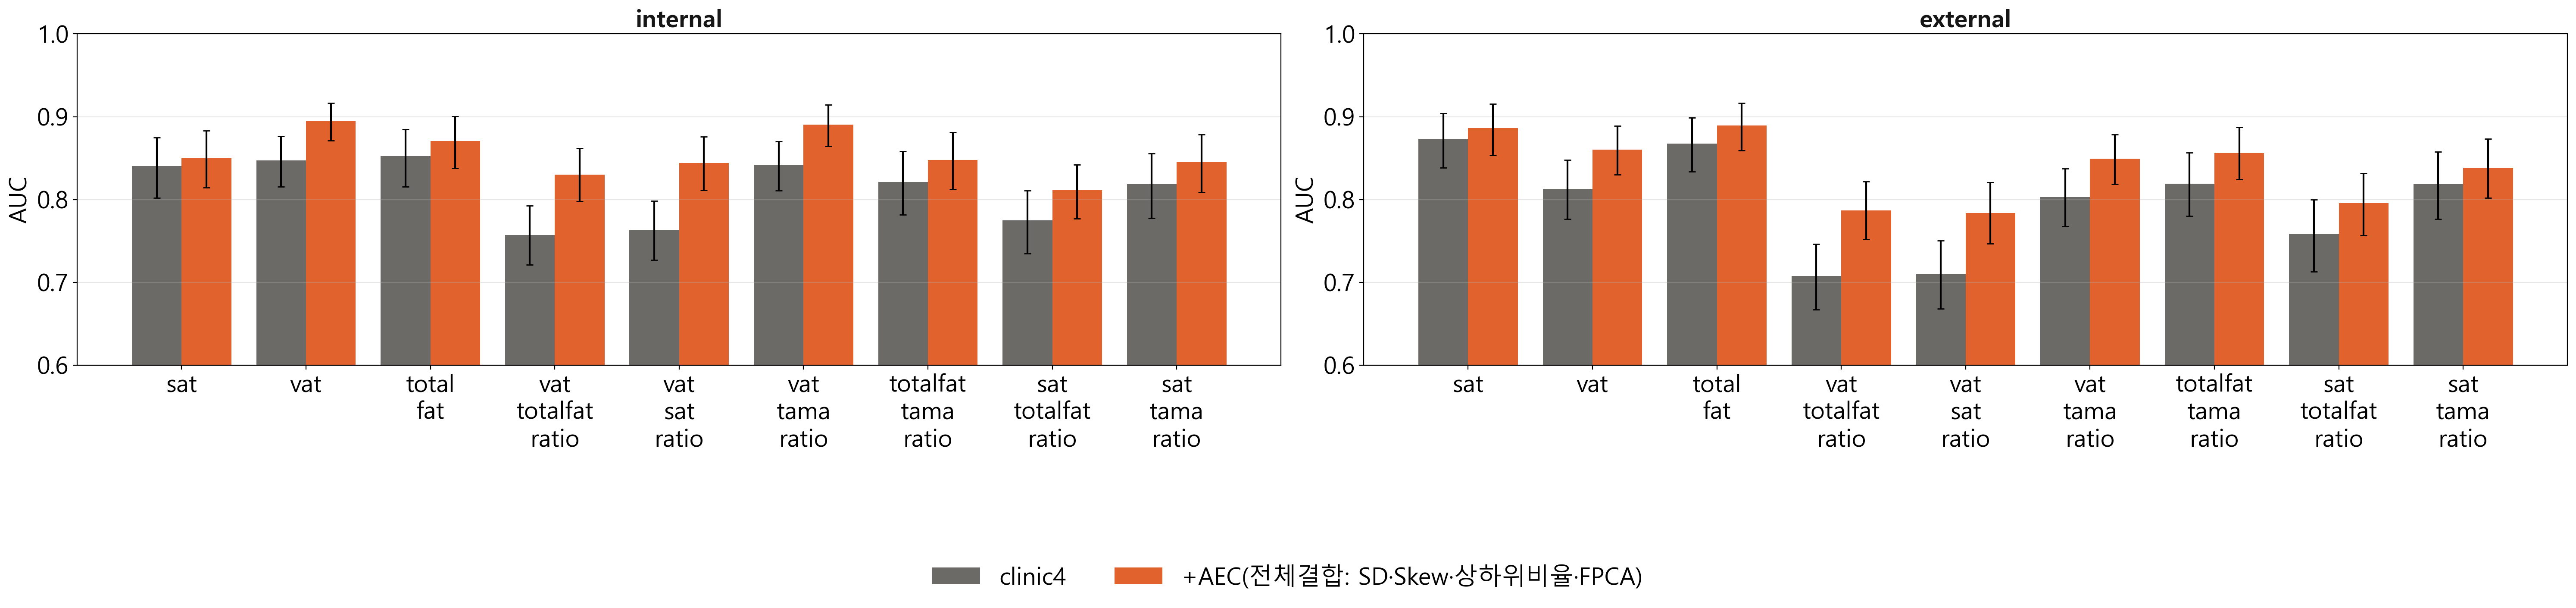 internal
AUC
1.0
0.9
0.8
0.7
0.6
sat
vat
total
fat
vat
totalfat
ratio
vat
sat
ratio
vat
tama
ratio
totalfat
tama
ratio
sat
totalfat
ratio
sat
tama
ratio
external
AUC
1.0
0.9
0.8
0.7
0.6
sat
vat
total
fat
vat
totalfat
ratio
vat
sat
ratio
vat
tama
ratio
totalfat
tama
ratio
sat
totalfat
ratio
sat
tama
ratio
clinic4
+AEC(전체결합: SD·Skew·상하위비율·FPCA)